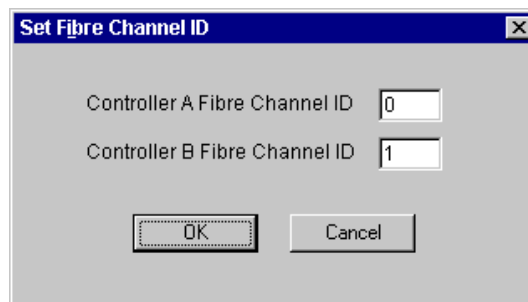 Set Fibre Channel ID
Controller A Fibre Channel ID 0
Controller B Fibre Channel ID 1
OK Cancel